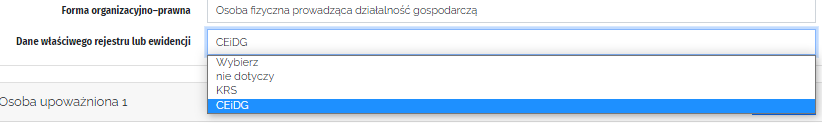 Forma organizacyjno–prawna Osoba fizyczna prowadząca działalność gospodarczą
Dane właściwego rejestru lub ewidencji CEiDG
Wybierz
nie dotyczy
KRS
CEiDG
Osoba upoważniona 1